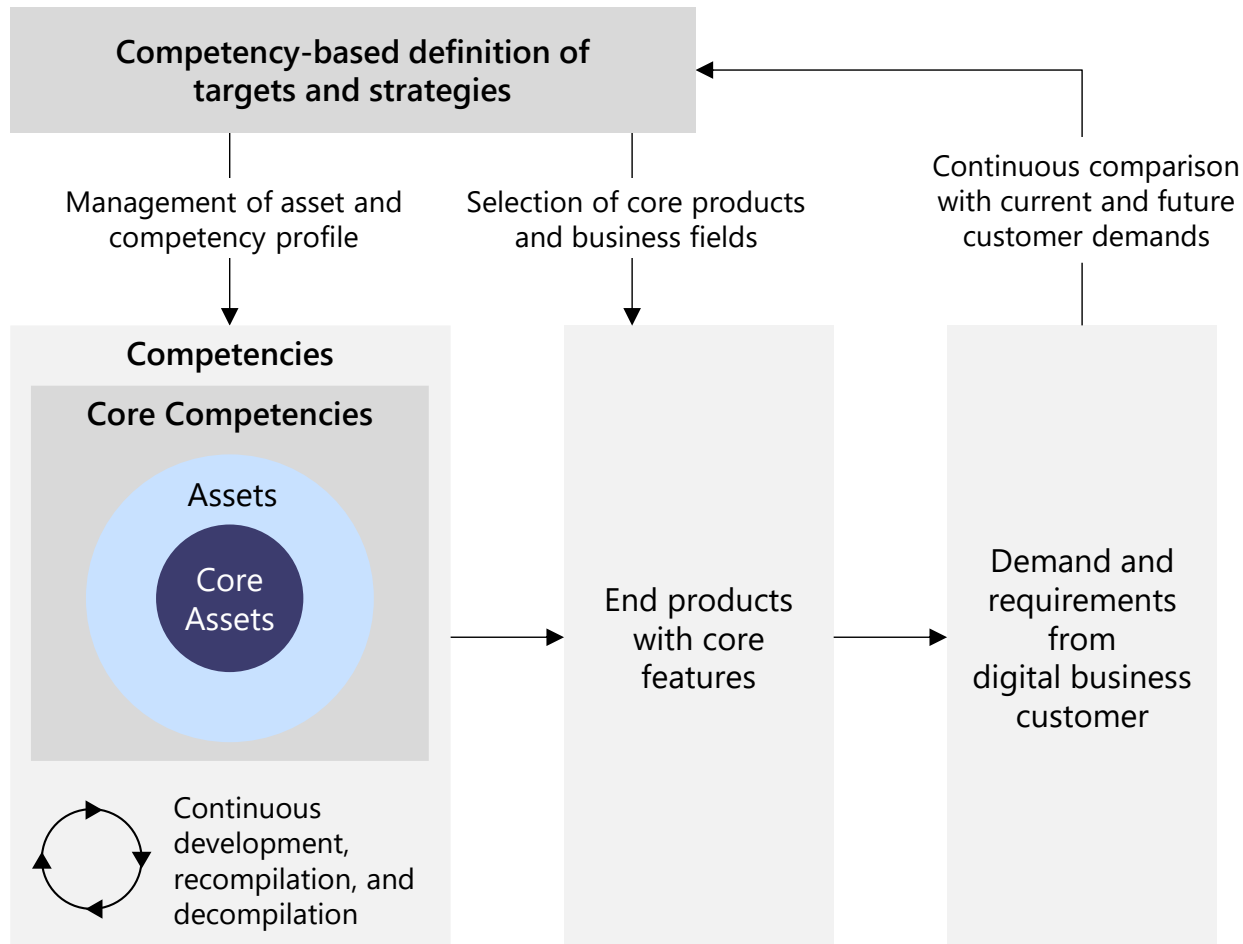 Competency-based definition of
targets and strategies
Management of asset and
competency profile
Selection of core products
and business fields
Continuous comparison
with current and future
customer demands
Competencies
Core Competencies
Assets
Core
Assets
Continuous
development,
recompilation, and
decompilation
End products
with core
features
Demand and
requirements
from
digital business
customer